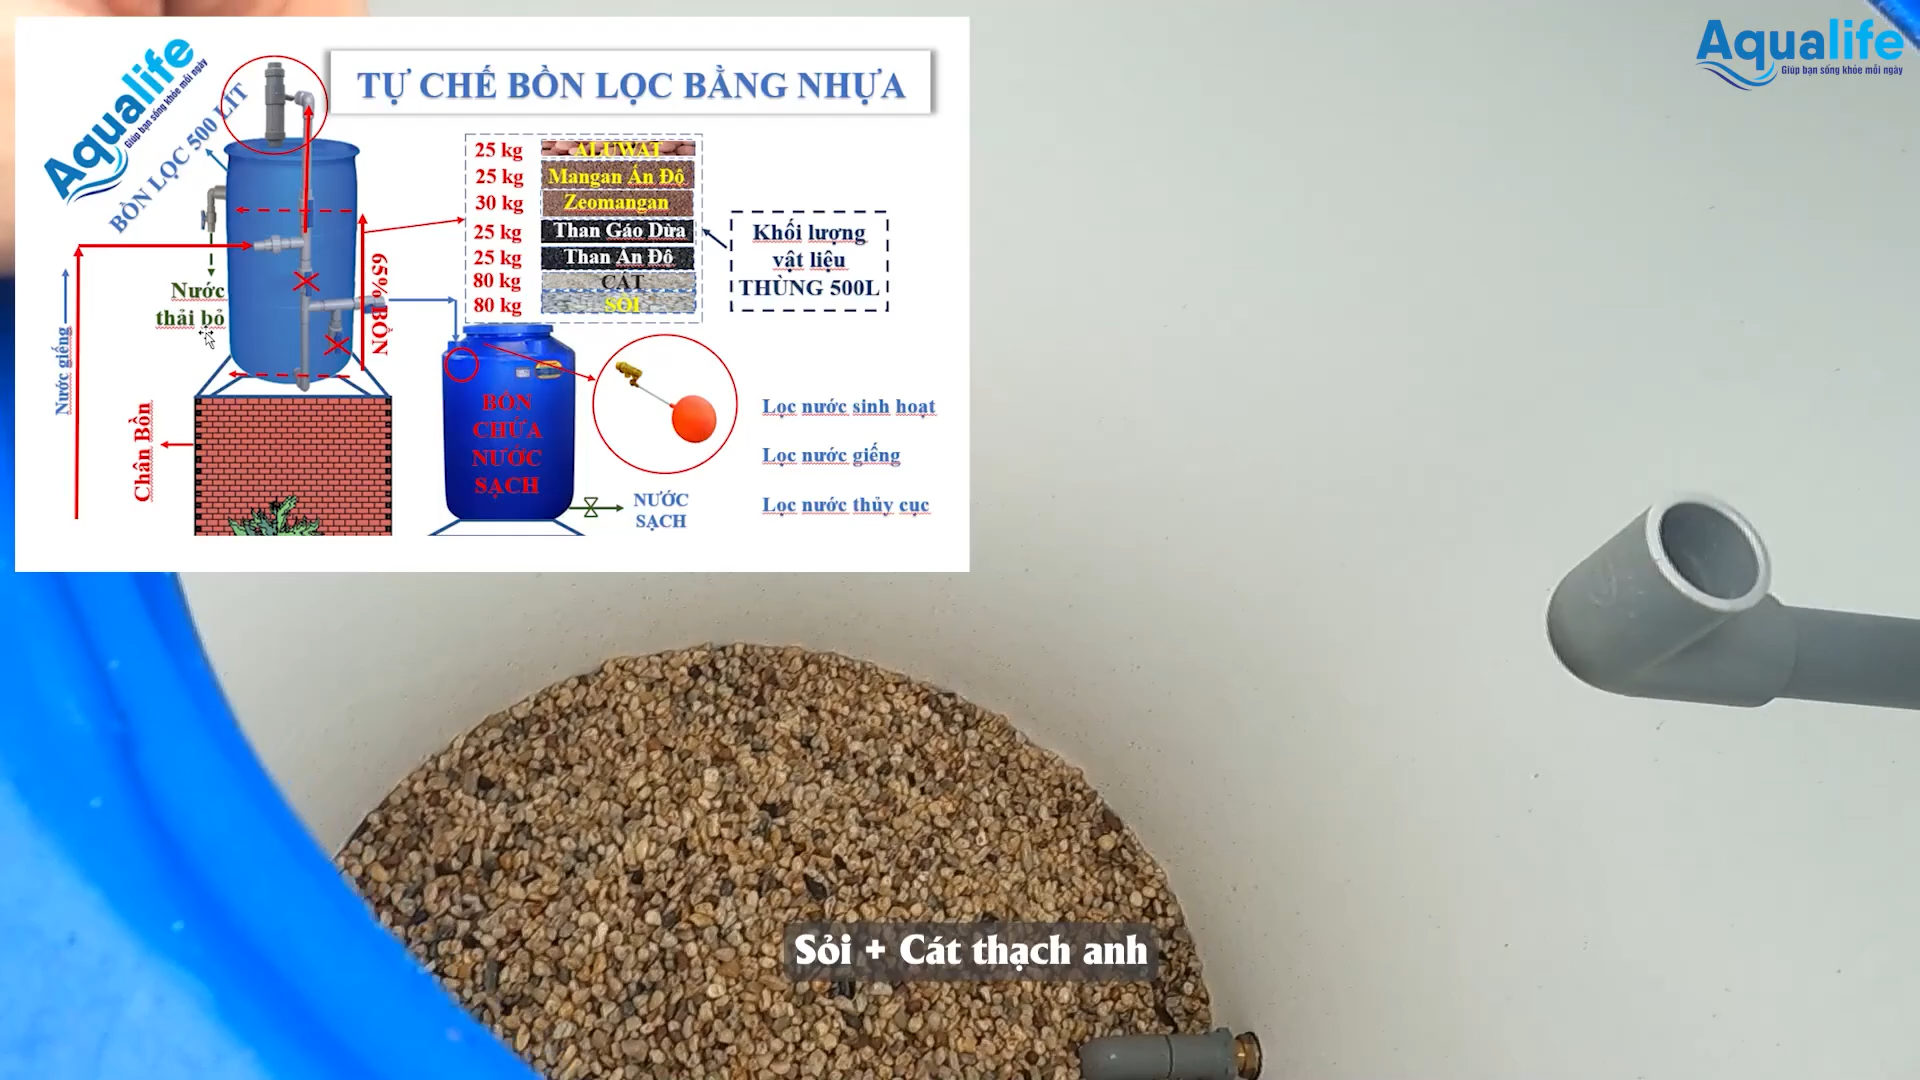 Aqualife
Giúp bạn sống khỏe mỗi ngày
BỒN LỌC 500 LÍT
TỰ CHẾ BỒN LỌC BẰNG NHỰA
25 kg ALUWAT
25 kg Mangan Ấn Độ
30 kg Zeomangan
25 kg Than Gáo Dừa
25 kg Than Ấn Độ
80 kg CÁT
80 kg SỎI
Khối lượng
vật liệu
THÙNG 500L
65% BỒN
Nước
thải bỏ
Nước giếng
Chân Bồn
BỒN
CHỨA
NƯỚC
SẠCH
NƯỚC
SẠCH
Lọc nước sinh hoạt
Lọc nước giếng
Lọc nước thủy cục
Aqualife
Giúp bạn sống khỏe mỗi ngày
Sỏi + Cát thạch anh